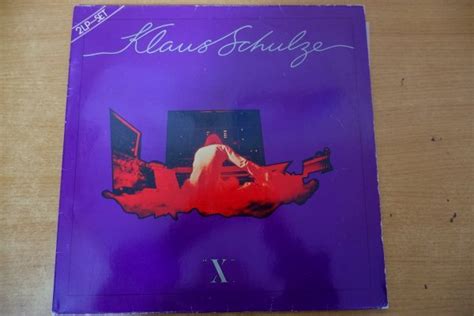 2LP-SET
Klaus Schulze
"X"